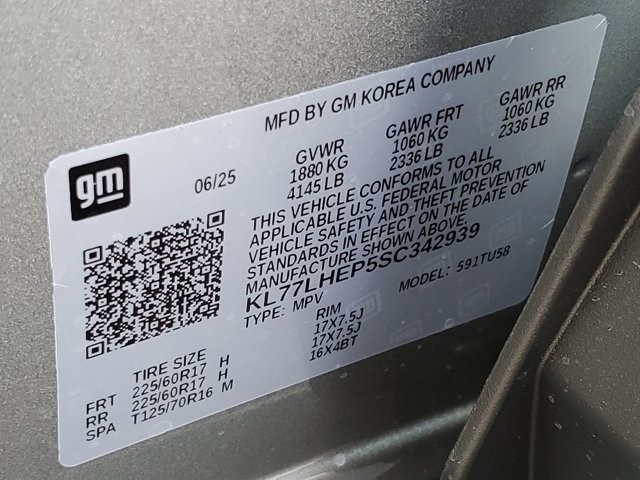 MFD BY GM KOREA COMPANY
gm
06/25
GVWR
1880 KG
4145 LB
GAWR FRT
1060 KG
2336 LB
GAWR RR
1060 KG
2336 LB
THIS VEHICLE CONFORMS TO ALL
APPLICABLE U.S. FEDERAL MOTOR
VEHICLE SAFETY AND THEFT PREVENTION
STANDARDS IN EFFECT ON THE DATE OF
MANUFACTURE SHOWN ABOVE.
KL77LHEP5SC342939
TYPE: MPV
MODEL: 591TU58
TIRE SIZE RIM
FRT 225/60R17 H 17X7.5J
RR 225/60R17 H 17X7.5J
SPA T125/70R16 M 16X4BT